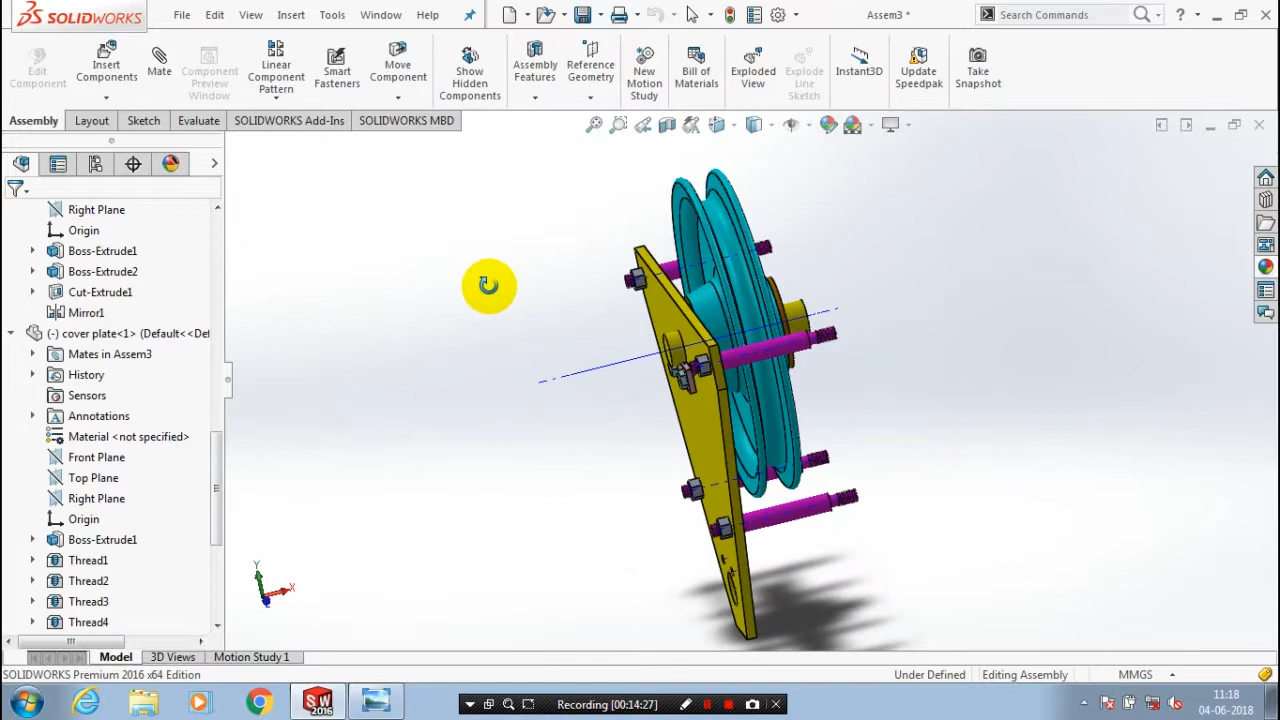 SOLIDWORKS File Edit View Insert Tools Window Help Assem3 * Search Commands ?
Edit Component
Insert Components
Mate
Component Preview Window
Linear Component Pattern
Smart Fasteners
Move Component
Show Hidden Components
Assembly Features
Reference Geometry
New Motion Study
Bill of Materials
Exploded View
Explode Line Sketch
Instant3D
Update Speedpak
Take Snapshot
Assembly Layout Sketch Evaluate SOLIDWORKS Add-Ins SOLIDWORKS MBD
Right Plane
Origin
Boss-Extrude1
Boss-Extrude2
Cut-Extrude1
Mirror1
(-) cover plate<1> (Default<<Def
Mates in Assem3
History
Sensors
Annotations
Material <not specified>
Front Plane
Top Plane
Right Plane
Origin
Boss-Extrude1
Thread1
Thread2
Thread3
Thread4
Y
X
Model 3D Views Motion Study 1
SOLIDWORKS Premium 2016 x64 Edition Under Defined Editing Assembly MMGS
SW 2016
Recording [00:14:27]
11:18
04-06-2018